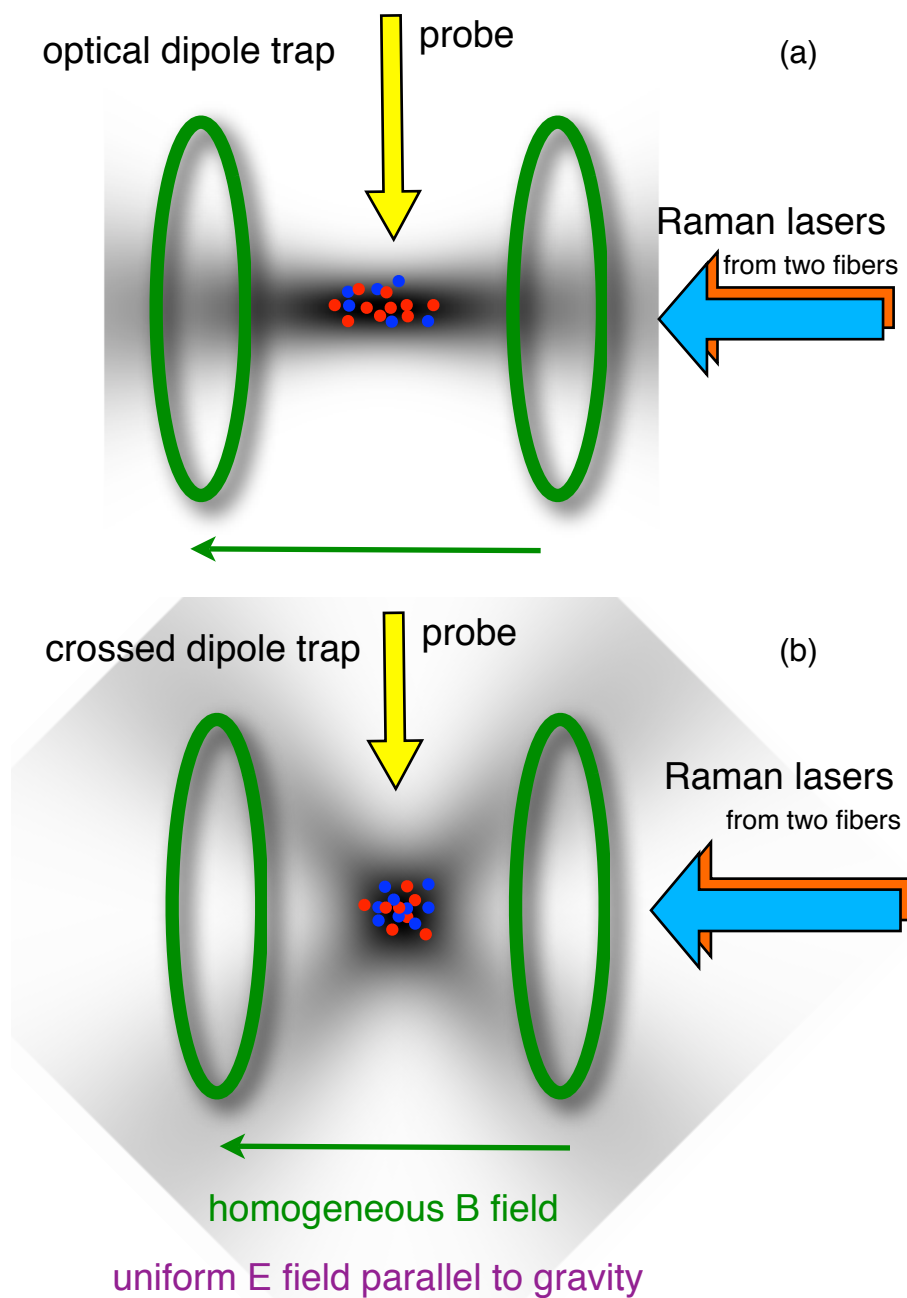 optical dipole trap
probe
(a)
Raman lasers
from two fibers
crossed dipole trap
probe
(b)
Raman lasers
from two fibers
homogeneous B field
uniform E field parallel to gravity